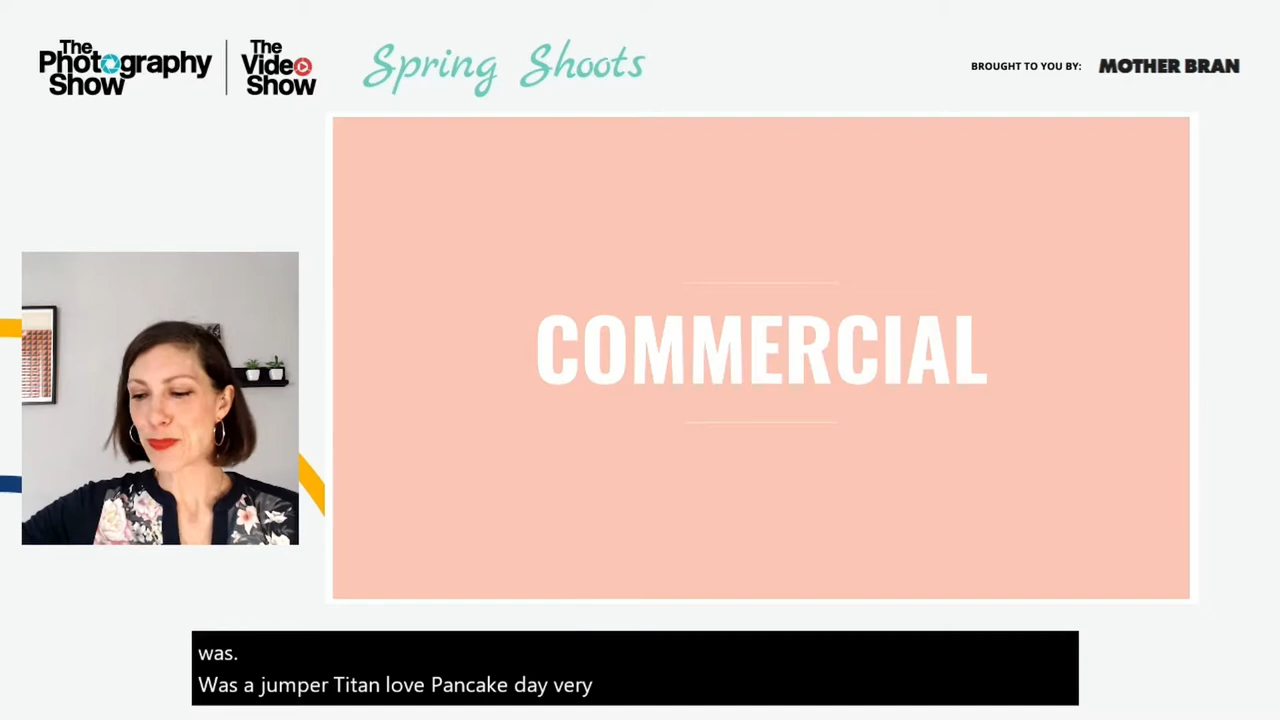 The
Photography
Show
The
Video
Show
Spring Shoots
BROUGHT TO YOU BY: MOTHER BRAN
COMMERCIAL
was.
Was a jumper Titan love Pancake day very